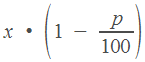 x • (1 − p/100)